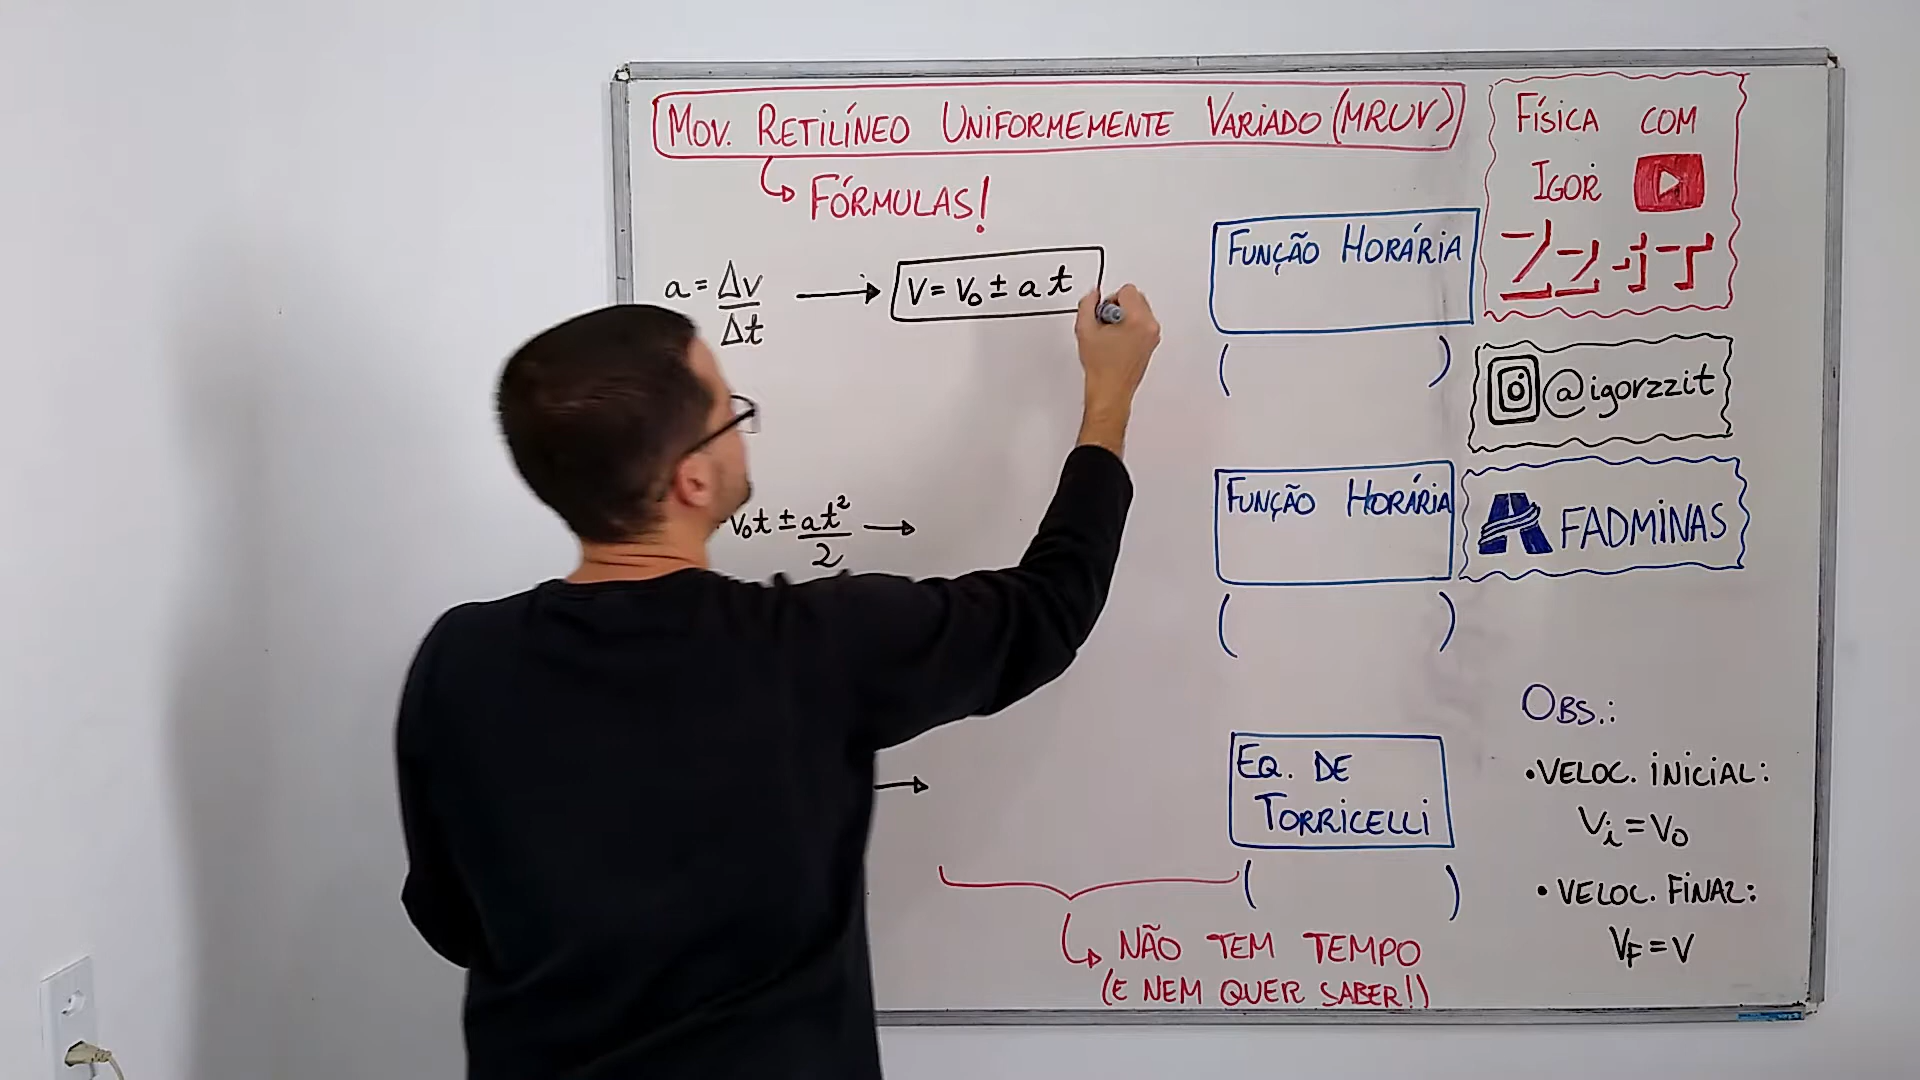 MOV. RETILÍNEO UNIFORMEMENTE VARIADO (MRUV)
FÓRMULAS!
a = Δv/Δt → V = V₀ ± a t
V₀t ± at²/2 →
FUNÇÃO HORÁRIA
( )
FUNÇÃO HORÁRIA
( )
EQ. DE
TORRICELLI
( )
NÃO TEM TEMPO
(E NEM QUER SABER!)
FÍSICA COM
IGOR
ZZiT
@igorzzit
FADMINAS
OBS.:
• VELOC. INICIAL:
Vi = V₀
• VELOC. FINAL:
VF = V